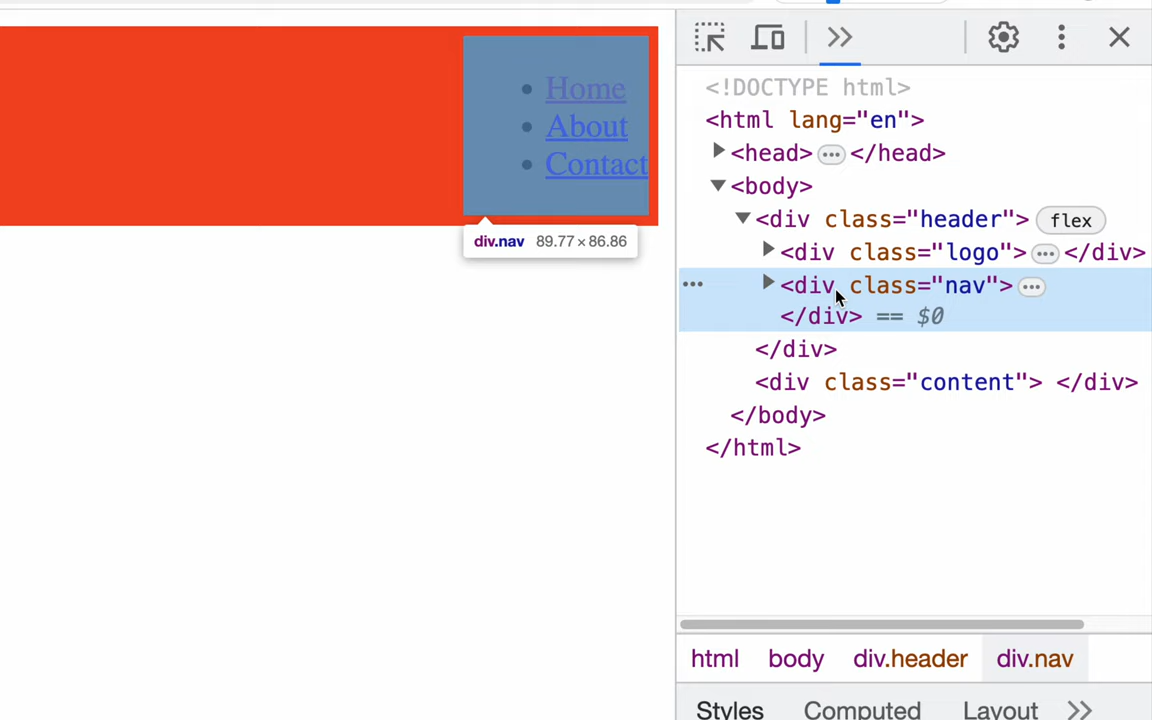 Home
About
Contact
div.nav 89.77 × 86.86
<!DOCTYPE html>
<html lang="en">
<head> ••• </head>
<body>
<div class="header"> flex
<div class="logo"> ••• </div>
••• <div class="nav"> •••
</div> == $0
</div>
<div class="content"> </div>
</body>
</html>
html body div.header div.nav
Styles Computed Layout